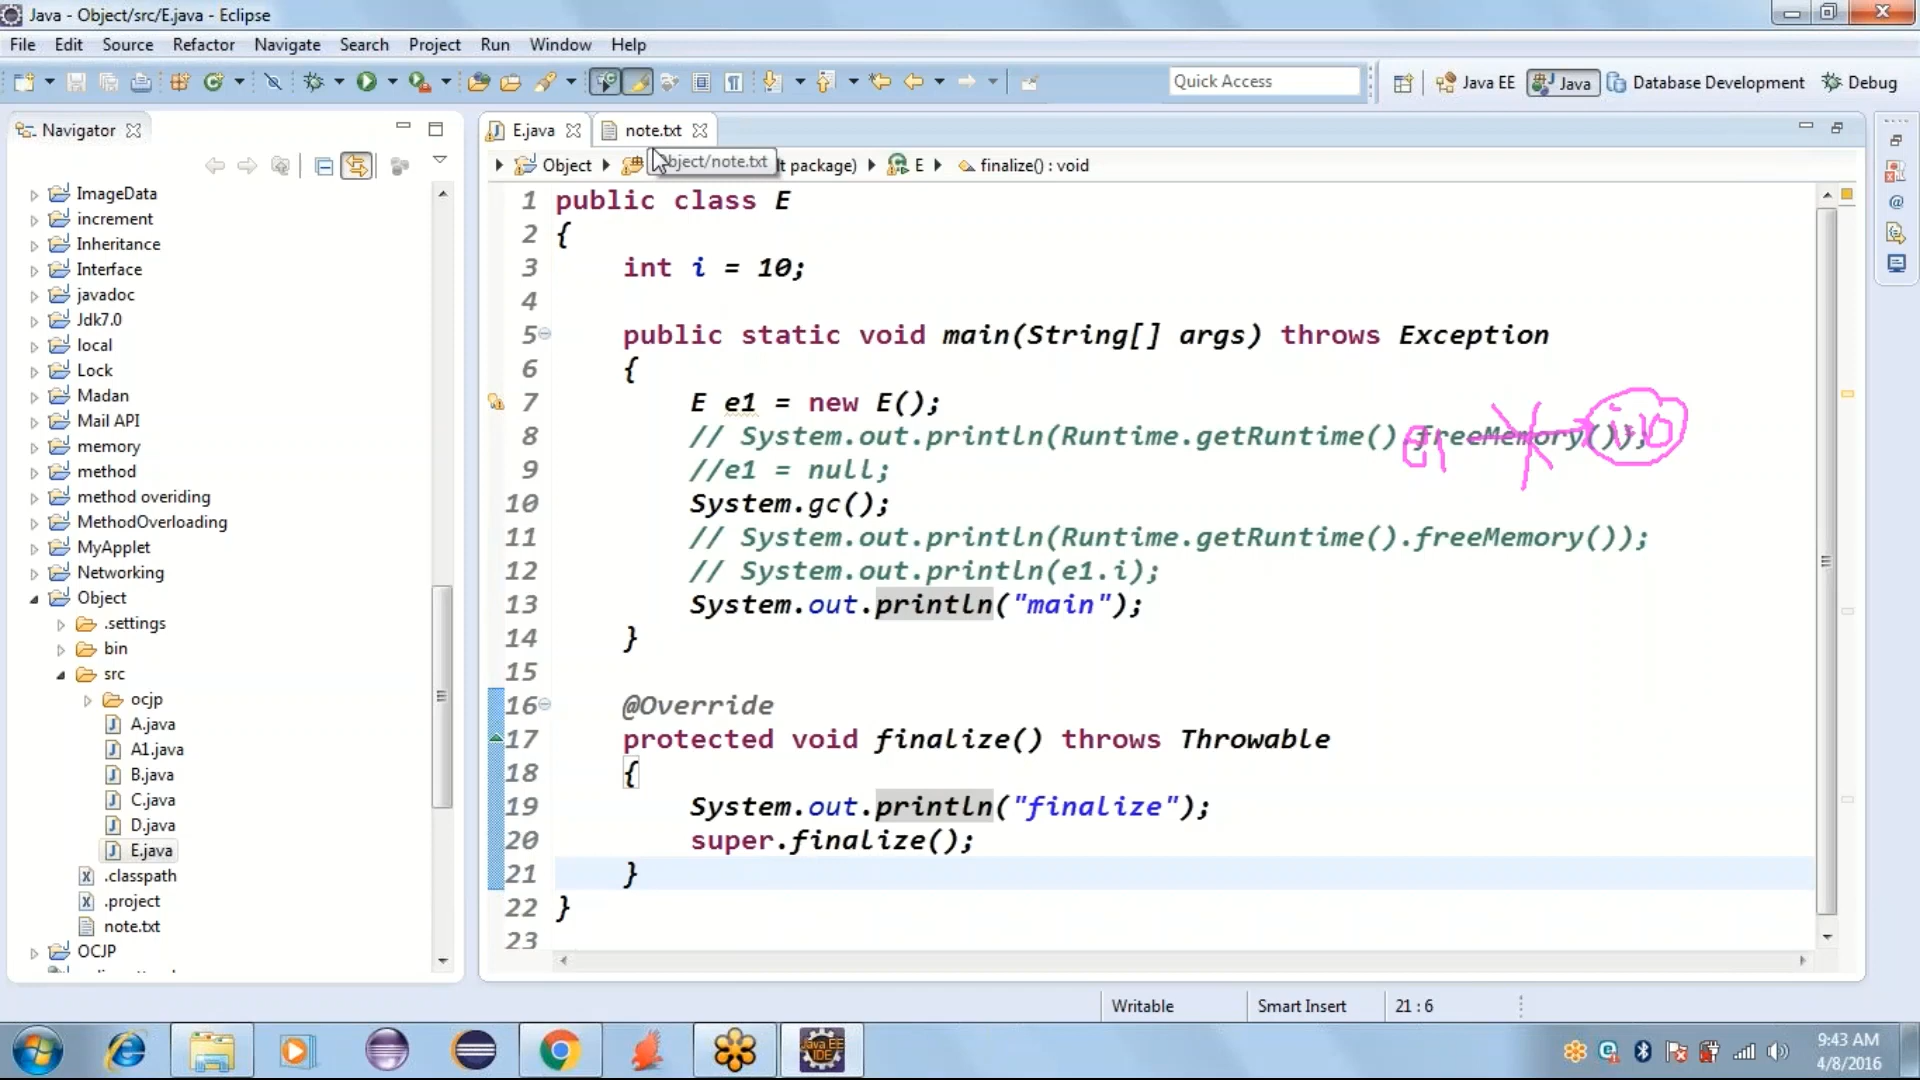 Java - Object/src/E.java - Eclipse
File Edit Source Refactor Navigate Search Project Run Window Help
Quick Access
Java EE
Java
Database Development
Debug
Navigator
E.java
note.txt
Object
t package)
E
finalize() : void
bject/note.txt
ImageData
increment
Inheritance
Interface
javadoc
Jdk7.0
local
Lock
Madan
Mail API
memory
method
method overiding
MethodOverloading
MyApplet
Networking
Object
.settings
bin
src
ocjp
A.java
A1.java
B.java
C.java
D.java
E.java
.classpath
.project
note.txt
OCJP
1 public class E
2 {
3 int i = 10;
4
5 public static void main(String[] args) throws Exception
6 {
7 E e1 = new E();
8 // System.out.println(Runtime.getRuntime().freeMemory());
9 //e1 = null;
10 System.gc();
11 // System.out.println(Runtime.getRuntime().freeMemory());
12 // System.out.println(e1.i);
13 System.out.println("main");
14 }
15
16 @Override
17 protected void finalize() throws Throwable
18 {
19 System.out.println("finalize");
20 super.finalize();
21 }
22 }
23
e1
i=10
Writable
Smart Insert
21 : 6
Java EE
IDE
9:43 AM
4/8/2016